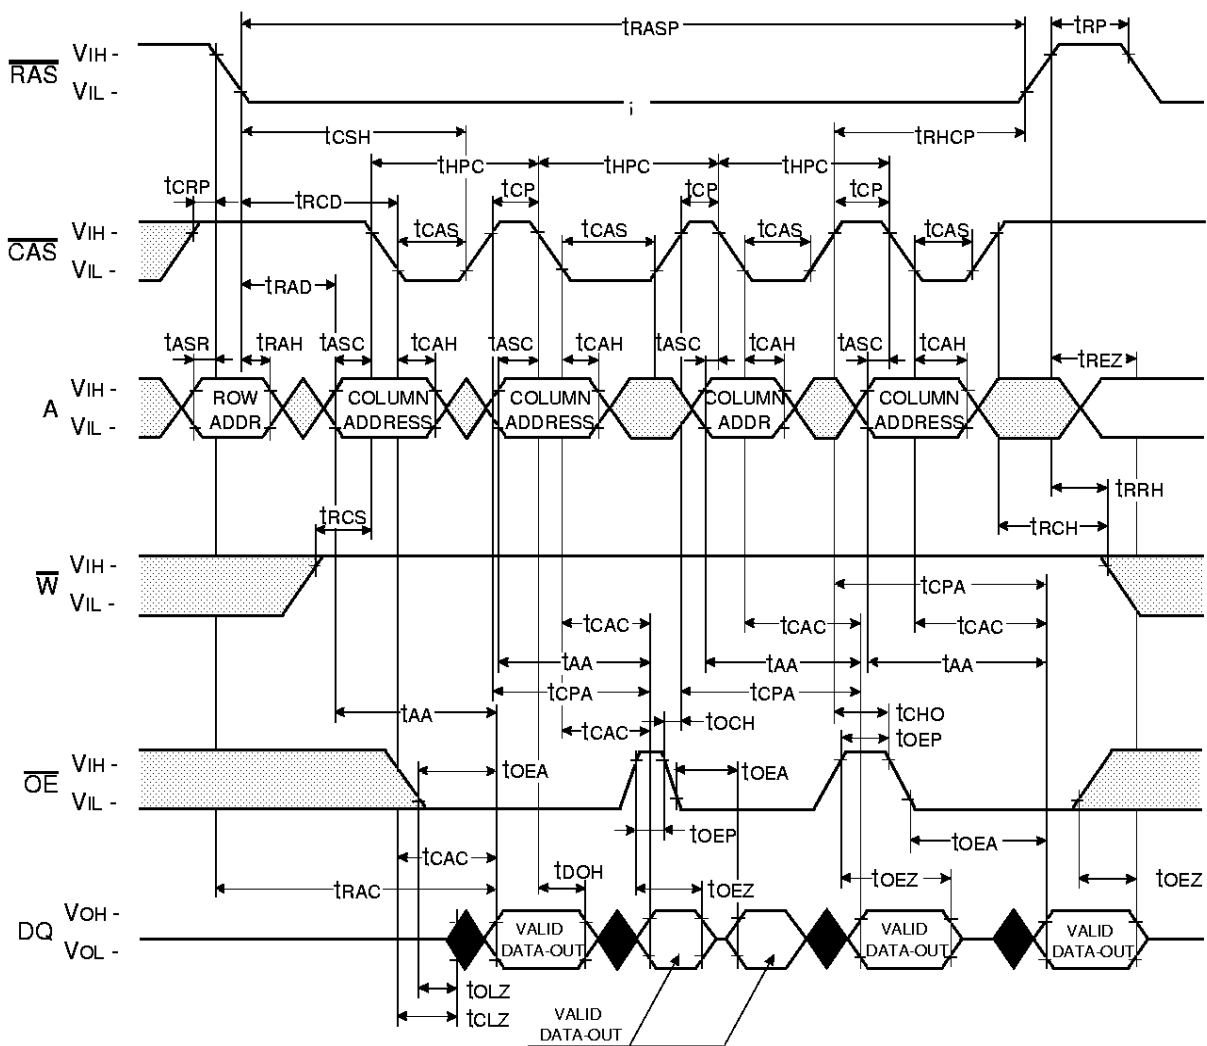 tRASP tRP
RAS VIH -
VIL -
tCSH tRHCP
tHPC tHPC tHPC
tCRP tRCD tCP tCP tCP
CAS VIH -
VIL -
tCAS tCAS tCAS tCAS
tRAD
tASR tRAH tASC tCAH tASC tCAH tASC tCAH tASC tCAH tREZ
A VIH -
VIL -
ROW ADDR
COLUMN ADDRESS
COLUMN ADDRESS
COLUMN ADDR
COLUMN ADDRESS
tRRH
tRCS tRCH
W VIH -
VIL -
tCPA
tCAC tCAC tCAC
tAA tAA tAA
tCPA tCPA
tAA tCAC tOCH tCHO
tOEP
OE VIH -
VIL -
tOEA tOEA
tOEP tOEA
tCAC tDOH
tRAC tOEZ tOEZ tOEZ
DQ VOH -
VOL -
VALID DATA-OUT
VALID DATA-OUT
VALID DATA-OUT
tOLZ
tCLZ
VALID
DATA-OUT